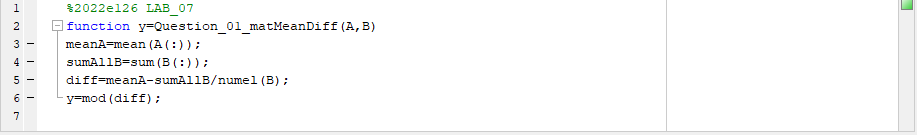 1 %2022e126 LAB_07
2 function y=Question_01_matMeanDiff(A,B)
3 meanA=mean(A(:));
4 sumAllB=sum(B(:));
5 diff=meanA-sumAllB/numel(B);
6 y=mod(diff);
7